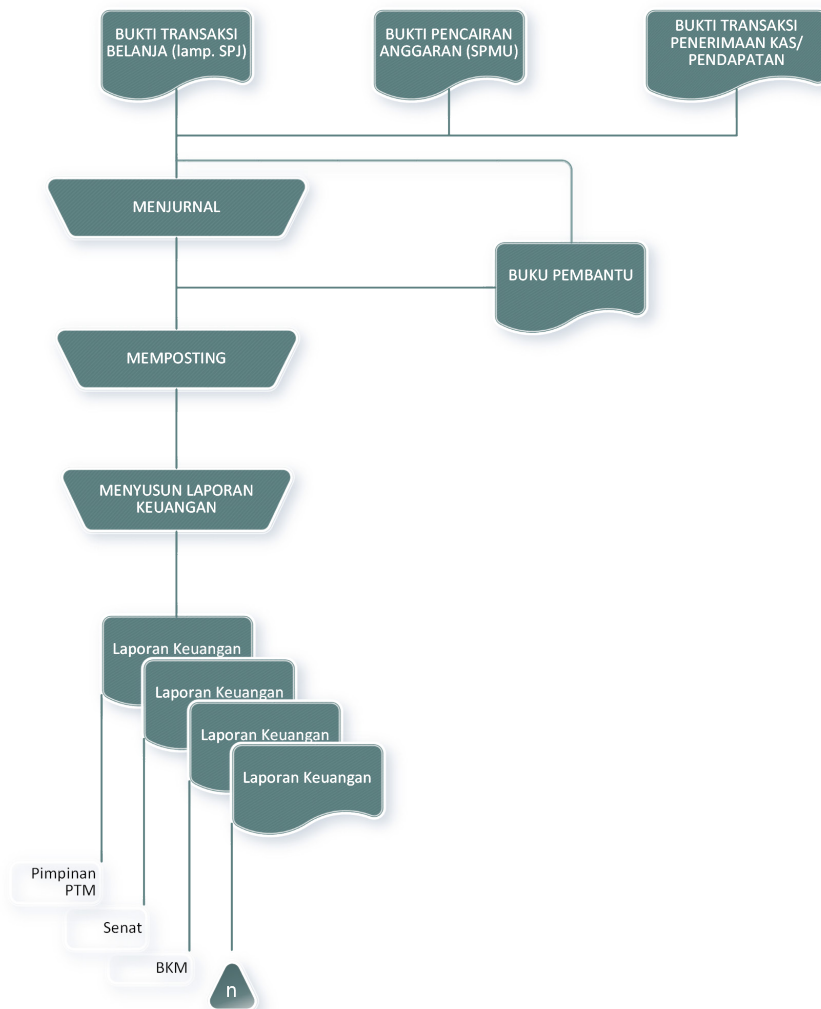 BUKTI TRANSAKSI
BELANJA (lamp. SPJ)
BUKTI PENCAIRAN
ANGGARAN (SPMU)
BUKTI TRANSAKSI
PENERIMAAN KAS/
PENDAPATAN
MENJURNAL
BUKU PEMBANTU
MEMPOSTING
MENYUSUN LAPORAN
KEUANGAN
Laporan Keuangan
Laporan Keuangan
Laporan Keuangan
Laporan Keuangan
Pimpinan
PTM
Senat
BKM
n